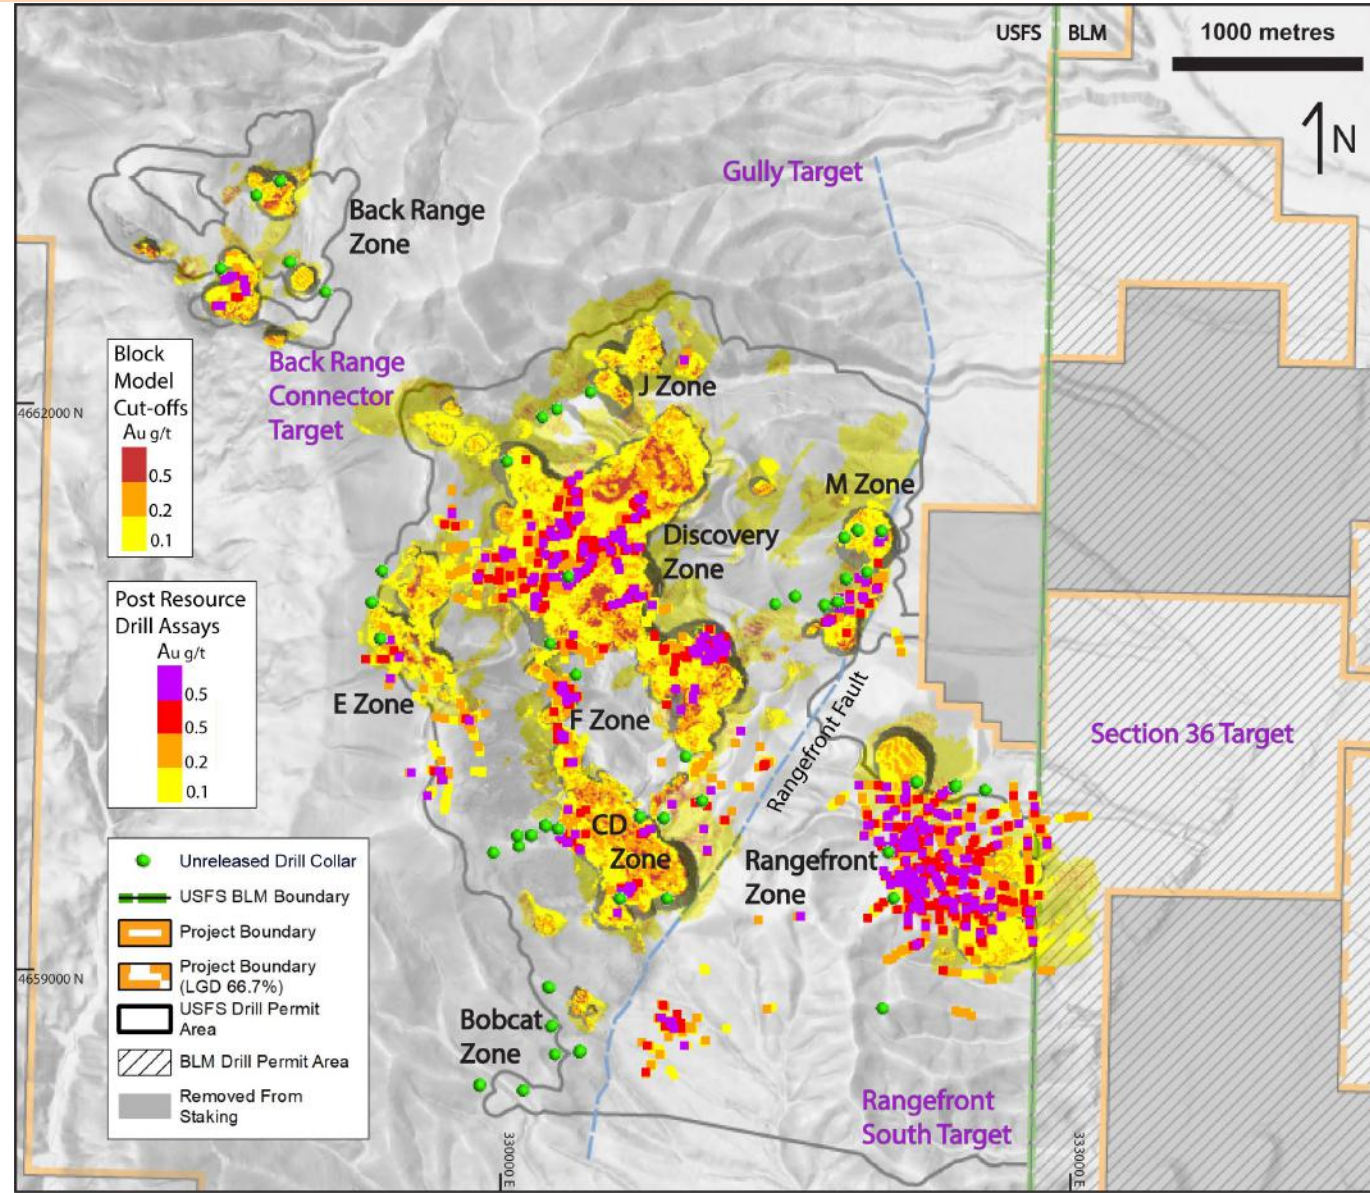 USFS
BLM
1000 metres
N
Gully Target
Back Range
Zone
Block
Model
Cut-offs
Au g/t
0.5
0.2
0.1
Back Range
Connector
Target
J Zone
4662000 N
M Zone
Discovery
Zone
Post Resource
Drill Assays
Au g/t
0.5
0.5
0.2
0.1
E Zone
F Zone
Rangefront Fault
Section 36 Target
CD
Zone
Rangefront
Zone
Unreleased Drill Collar
USFS BLM Boundary
Project Boundary
Project Boundary
(LGD 66.7%)
USFS Drill Permit
Area
BLM Drill Permit Area
Removed From
Staking
4659000 N
Bobcat
Zone
Rangefront
South Target
330000 E
333000 E